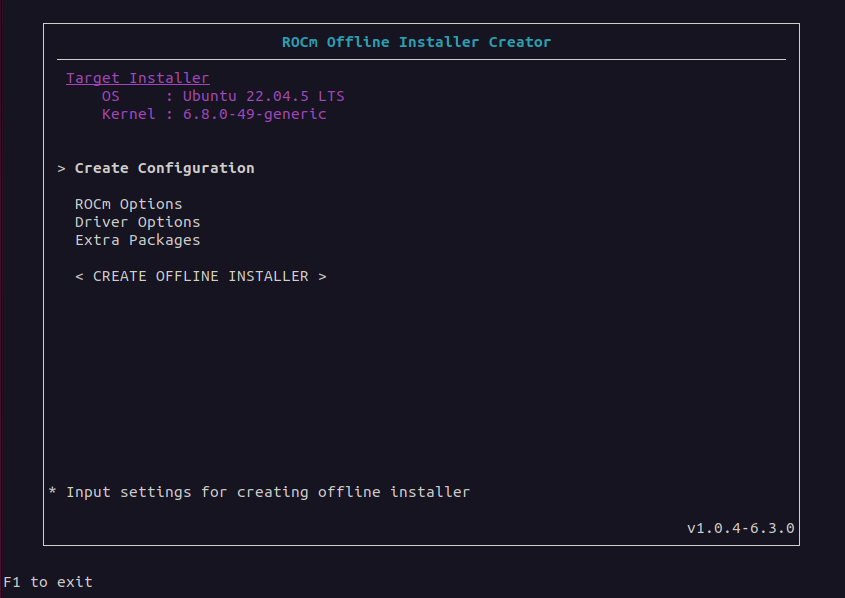 ROCm Offline Installer Creator
Target Installer
OS : Ubuntu 22.04.5 LTS
Kernel : 6.8.0-49-generic
> Create Configuration
ROCm Options
Driver Options
Extra Packages
< CREATE OFFLINE INSTALLER >
* Input settings for creating offline installer
v1.0.4-6.3.0
F1 to exit